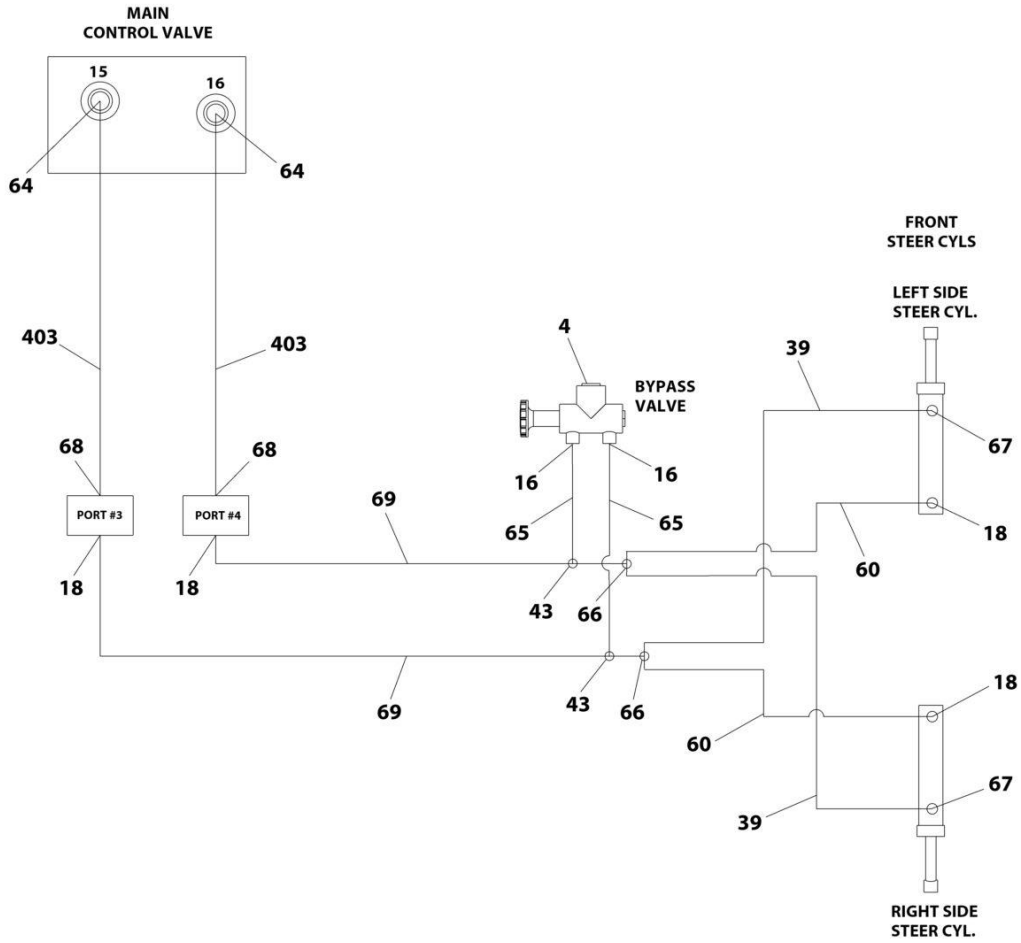 MAIN
CONTROL VALVE
15
16
64
64
FRONT
STEER CYLS
LEFT SIDE
STEER CYL.
403
403
4
39
BYPASS
VALVE
67
68
68
16
16
69
PORT #3
PORT #4
65
65
18
60
18
18
43
66
18
69
43
66
60
39
67
RIGHT SIDE
STEER CYL.